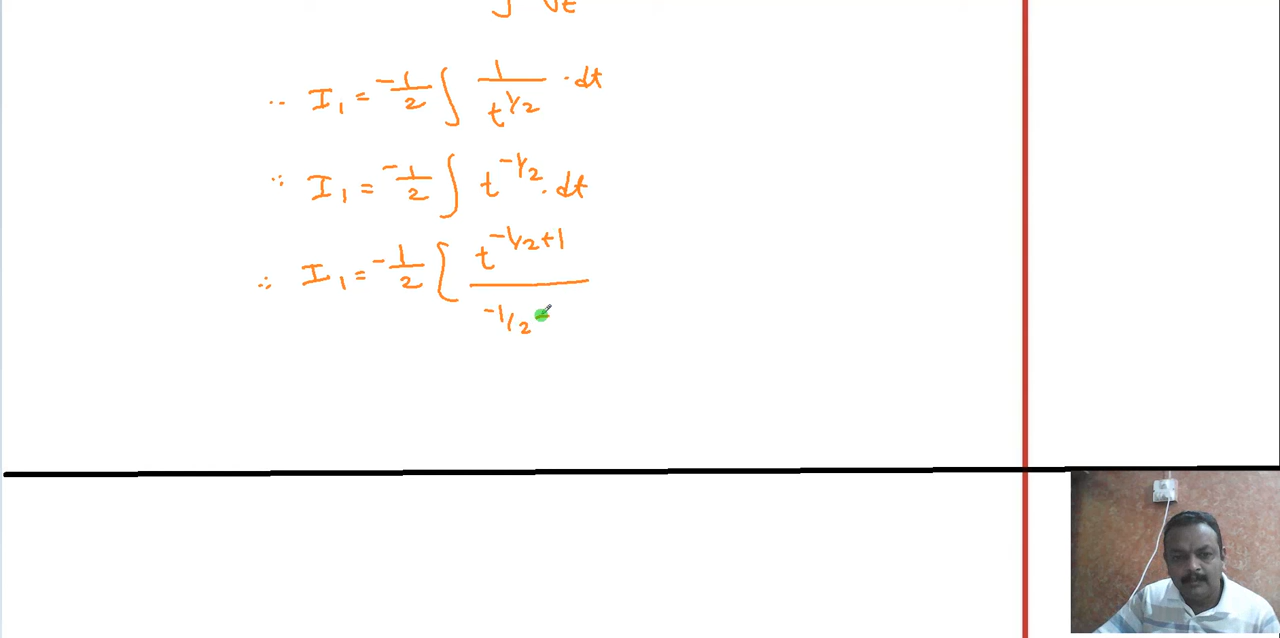 ∫ √t
∴ I₁ = -1/2 ∫ 1/t^1/2 · dt
∴ I₁ = -1/2 ∫ t^-1/2 . dt
∴ I₁ = -1/2 [ t^-1/2+1 / -1/2